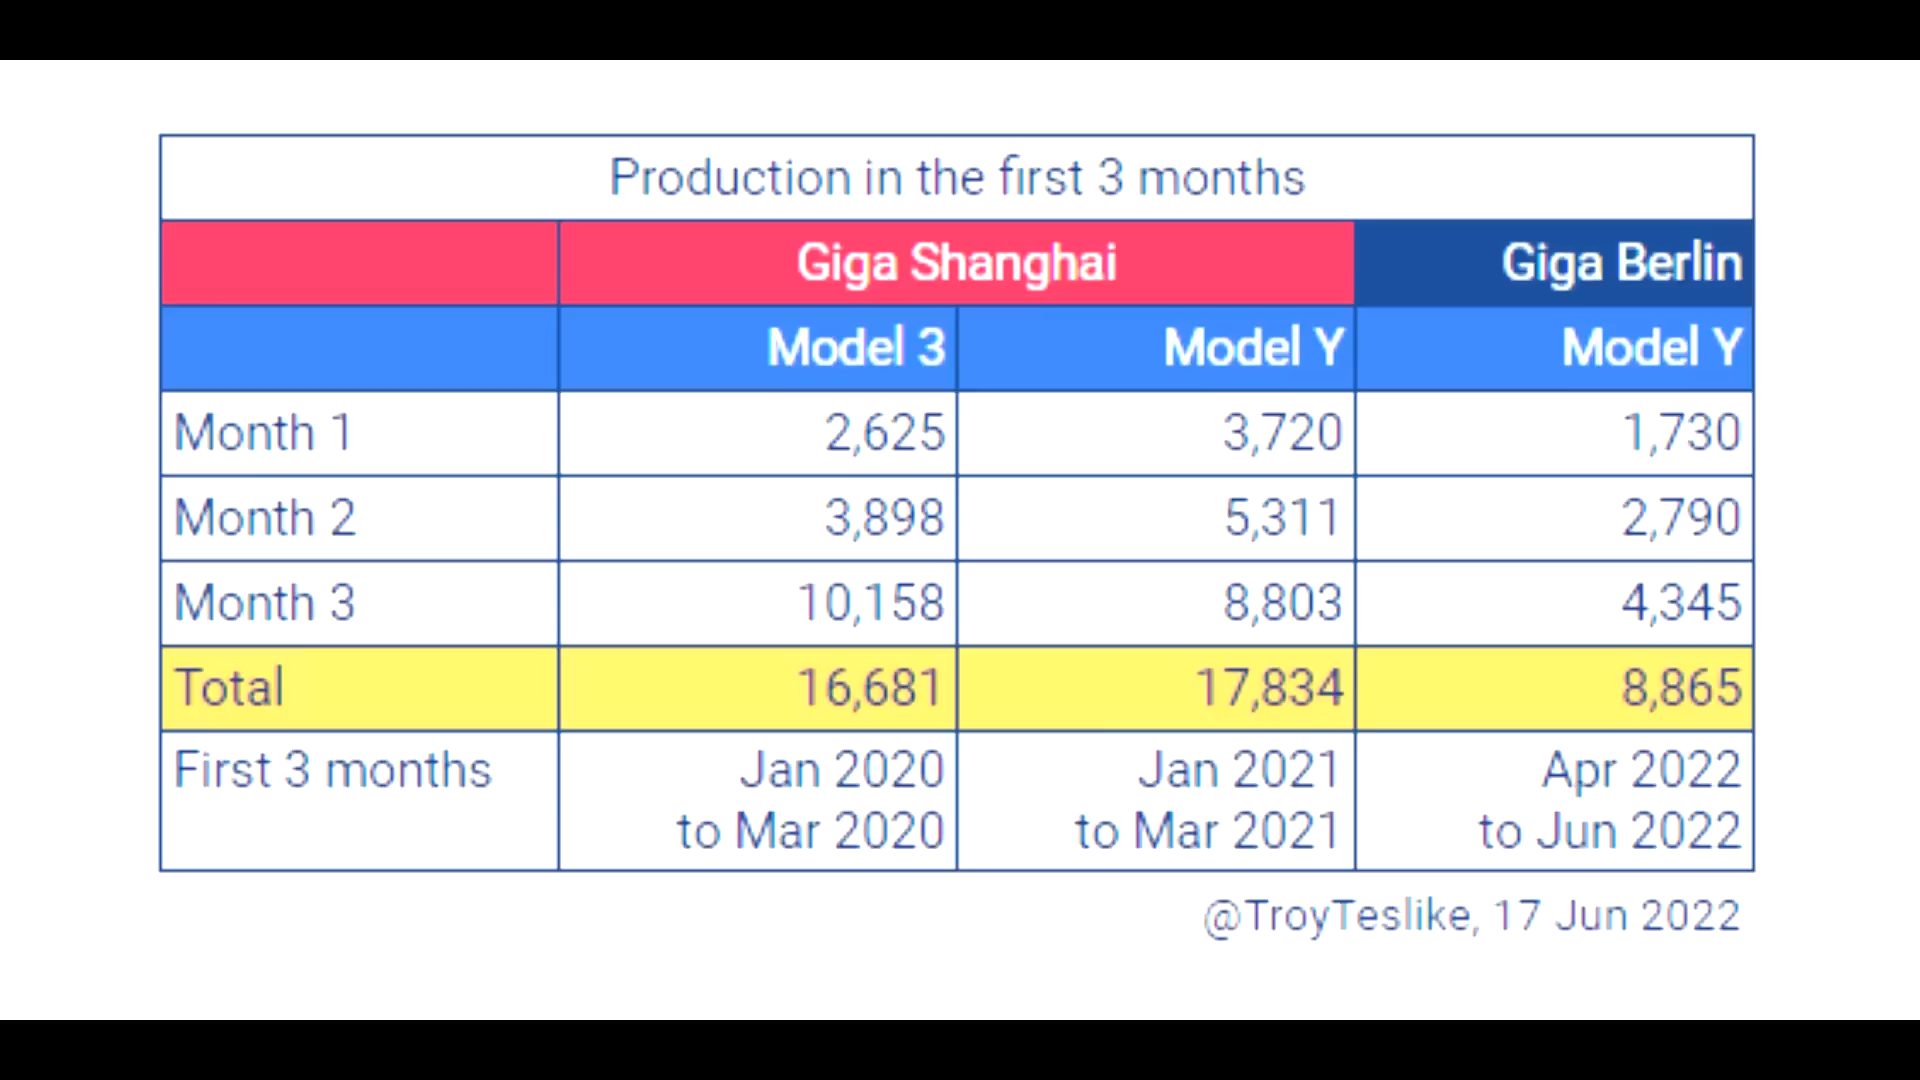 Production in the first 3 months
Giga Shanghai Giga Berlin
Model 3 Model Y Model Y
Month 1 2,625 3,720 1,730
Month 2 3,898 5,311 2,790
Month 3 10,158 8,803 4,345
Total 16,681 17,834 8,865
First 3 months Jan 2020 Jan 2021 Apr 2022
to Mar 2020 to Mar 2021 to Jun 2022
@TroyTeslike, 17 Jun 2022